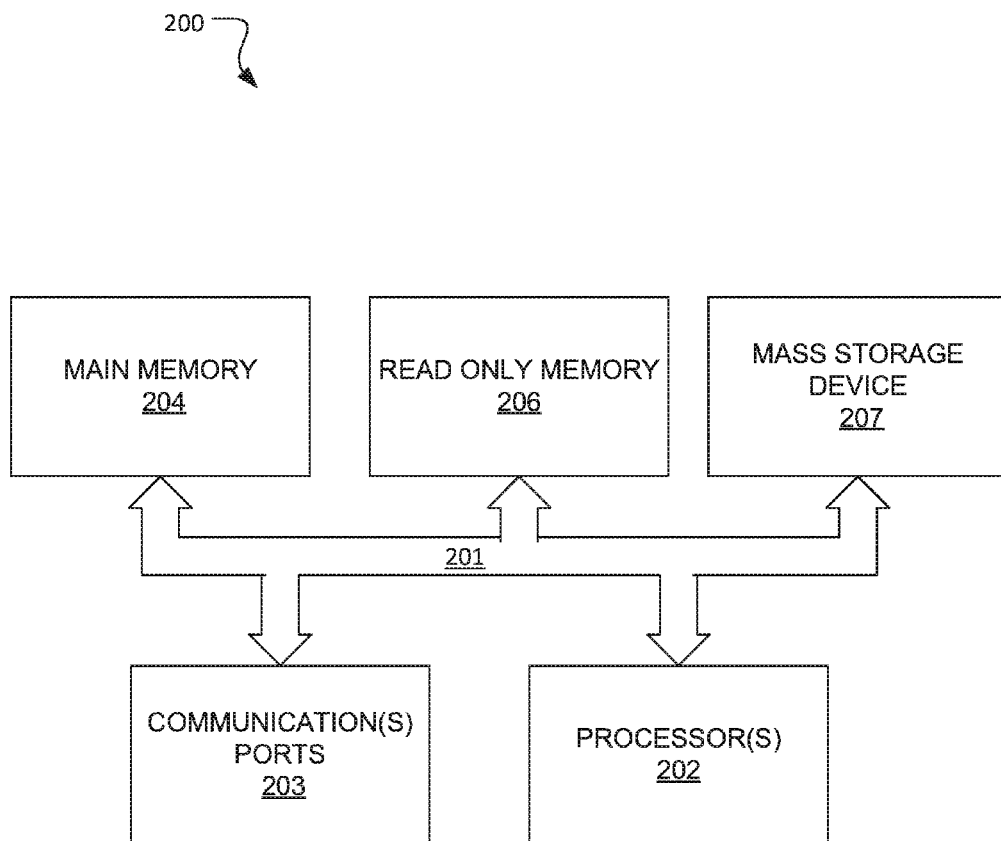 200
MAIN MEMORY
204
READ ONLY MEMORY
206
MASS STORAGE
DEVICE
207
201
COMMUNICATION(S)
PORTS
203
PROCESSOR(S)
202